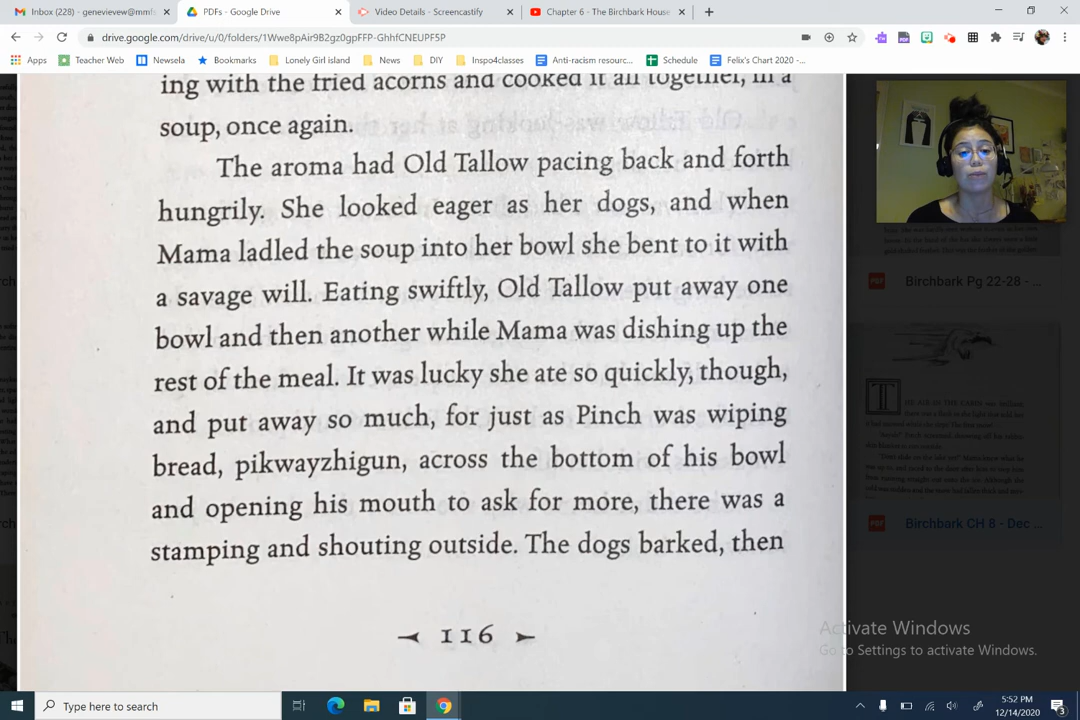 Inbox (228) - genevievew@mmf
PDFs - Google Drive
Video Details - Screencastify
Chapter 6 - The Birchbark House
drive.google.com/drive/u/0/folders/1Wwe8pAir9B2gz0gpFFP-GhhfCNEUPF5P
Apps
Teacher Web
Newsela
Bookmarks
Lonely Girl island
News
DIY
Inspo4classes
Anti-racism resourc...
Schedule
Felix's Chart 2020 -...
ing with the fried acorns and cooked it all together, in a
soup, once again.
The aroma had Old Tallow pacing back and forth
hungrily. She looked eager as her dogs, and when
Mama ladled the soup into her bowl she bent to it with
a savage will. Eating swiftly, Old Tallow put away one
bowl and then another while Mama was dishing up the
rest of the meal. It was lucky she ate so quickly, though,
and put away so much, for just as Pinch was wiping
bread, pikwayzhigun, across the bottom of his bowl
and opening his mouth to ask for more, there was a
stamping and shouting outside. The dogs barked, then
116
Birchbark Pg 22-28 - ...
Birchbark CH 8 - Dec ...
Activate Windows
Go to Settings to activate Windows.
Type here to search
5:52 PM
12/14/2020
3